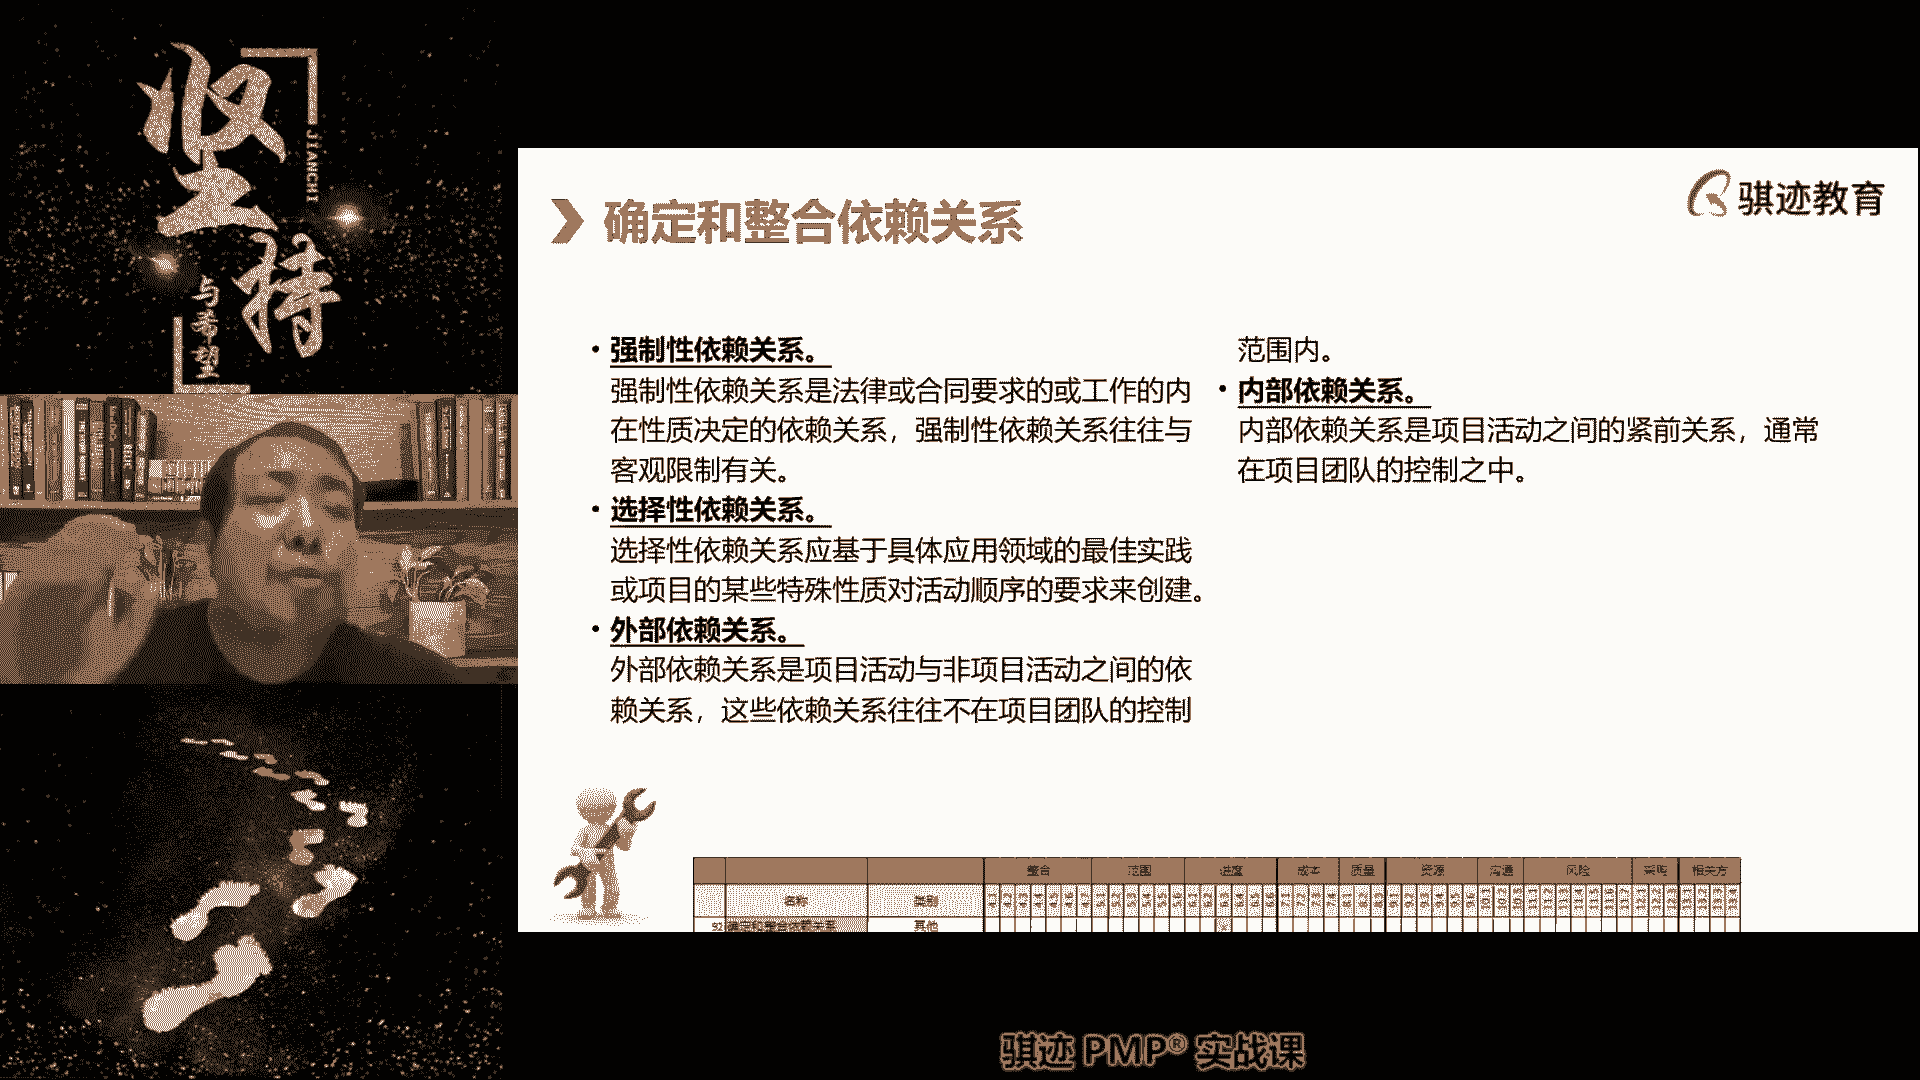 坚持
JIANCHI
与希望
骐迹教育
确定和整合依赖关系
• 强制性依赖关系。
强制性依赖关系是法律或合同要求的或工作的内
在性质决定的依赖关系，强制性依赖关系往往与
客观限制有关。
• 选择性依赖关系。
选择性依赖关系应基于具体应用领域的最佳实践
或项目的某些特殊性质对活动顺序的要求来创建。
• 外部依赖关系。
外部依赖关系是项目活动与非项目活动之间的依
赖关系，这些依赖关系往往不在项目团队的控制
范围内。
• 内部依赖关系。
内部依赖关系是项目活动之间的紧前关系，通常
在项目团队的控制之中。
整合 范围 进度 成本 质量 资源 沟通 风险 采购 相关方
名称 类别
92 确定和整合依赖关系 其他
骐迹 PMP® 实战课